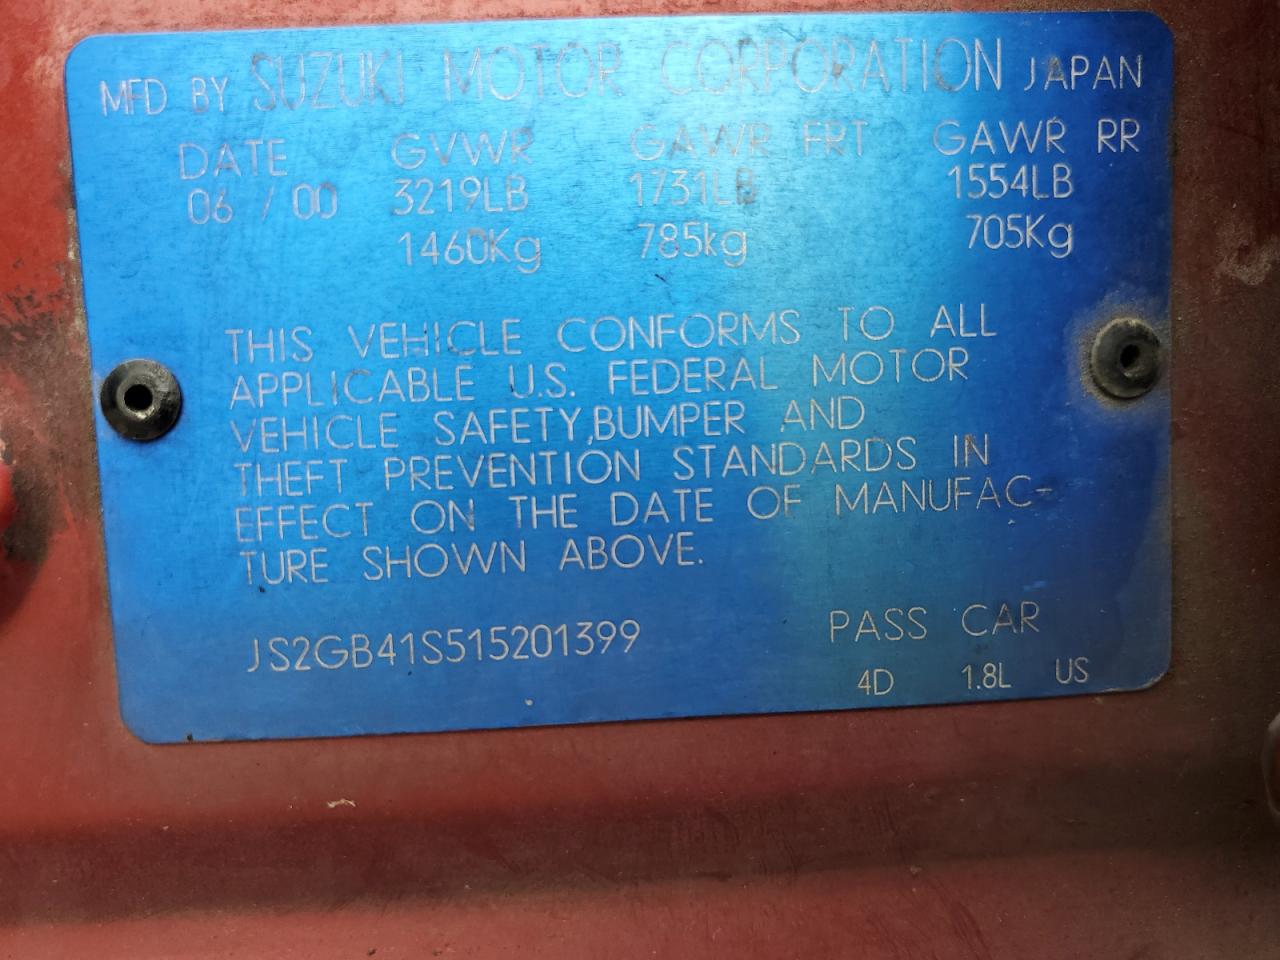 MFD BY SUZUKI MOTOR CORPORATION JAPAN
DATE GVWR GAWR FRT GAWR RR
06 / 00 3219LB 1731LB 1554LB
1460Kg 785kg 705Kg
THIS VEHICLE CONFORMS TO ALL
APPLICABLE U.S. FEDERAL MOTOR
VEHICLE SAFETY,BUMPER AND
THEFT PREVENTION STANDARDS IN
EFFECT ON THE DATE OF MANUFAC-
TURE SHOWN ABOVE.
JS2GB41S515201399 PASS CAR
4D 1.8L US